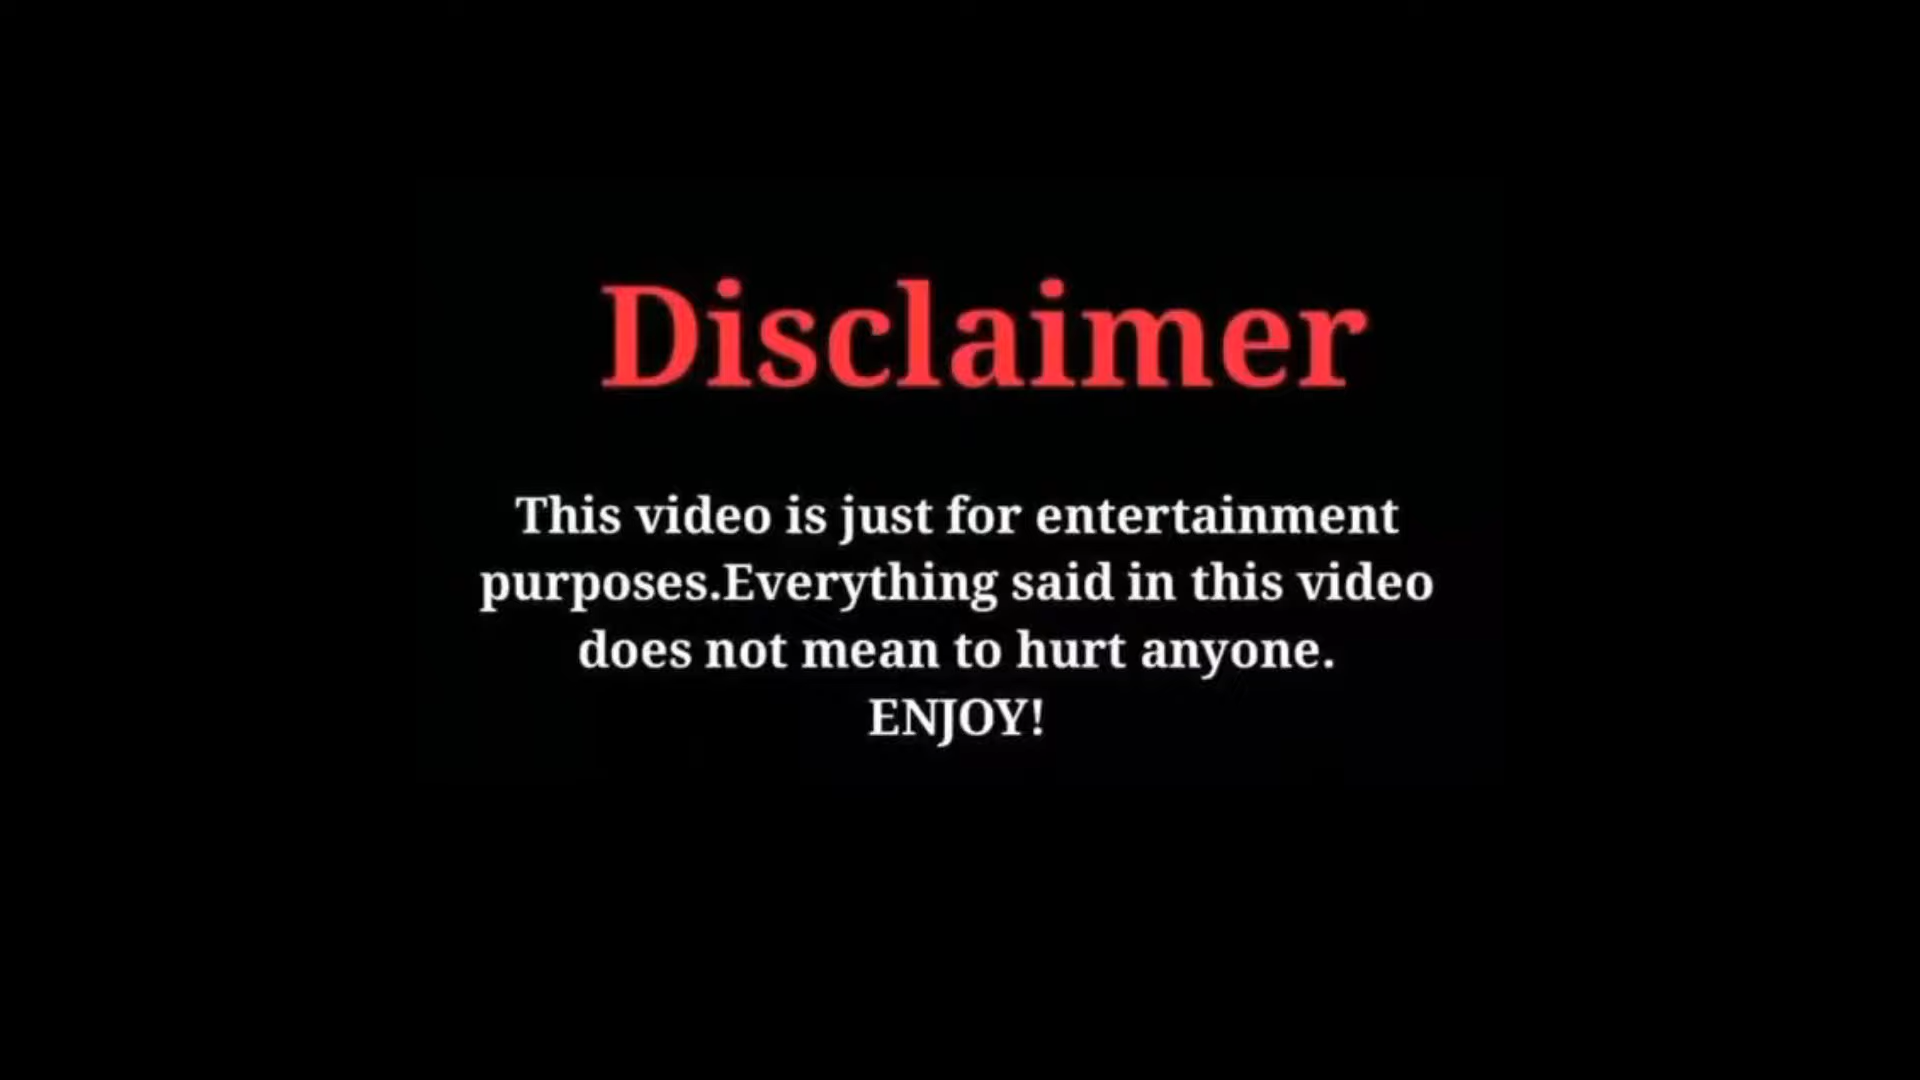 Disclaimer
This video is just for entertainment
purposes.Everything said in this video
does not mean to hurt anyone.
ENJOY!